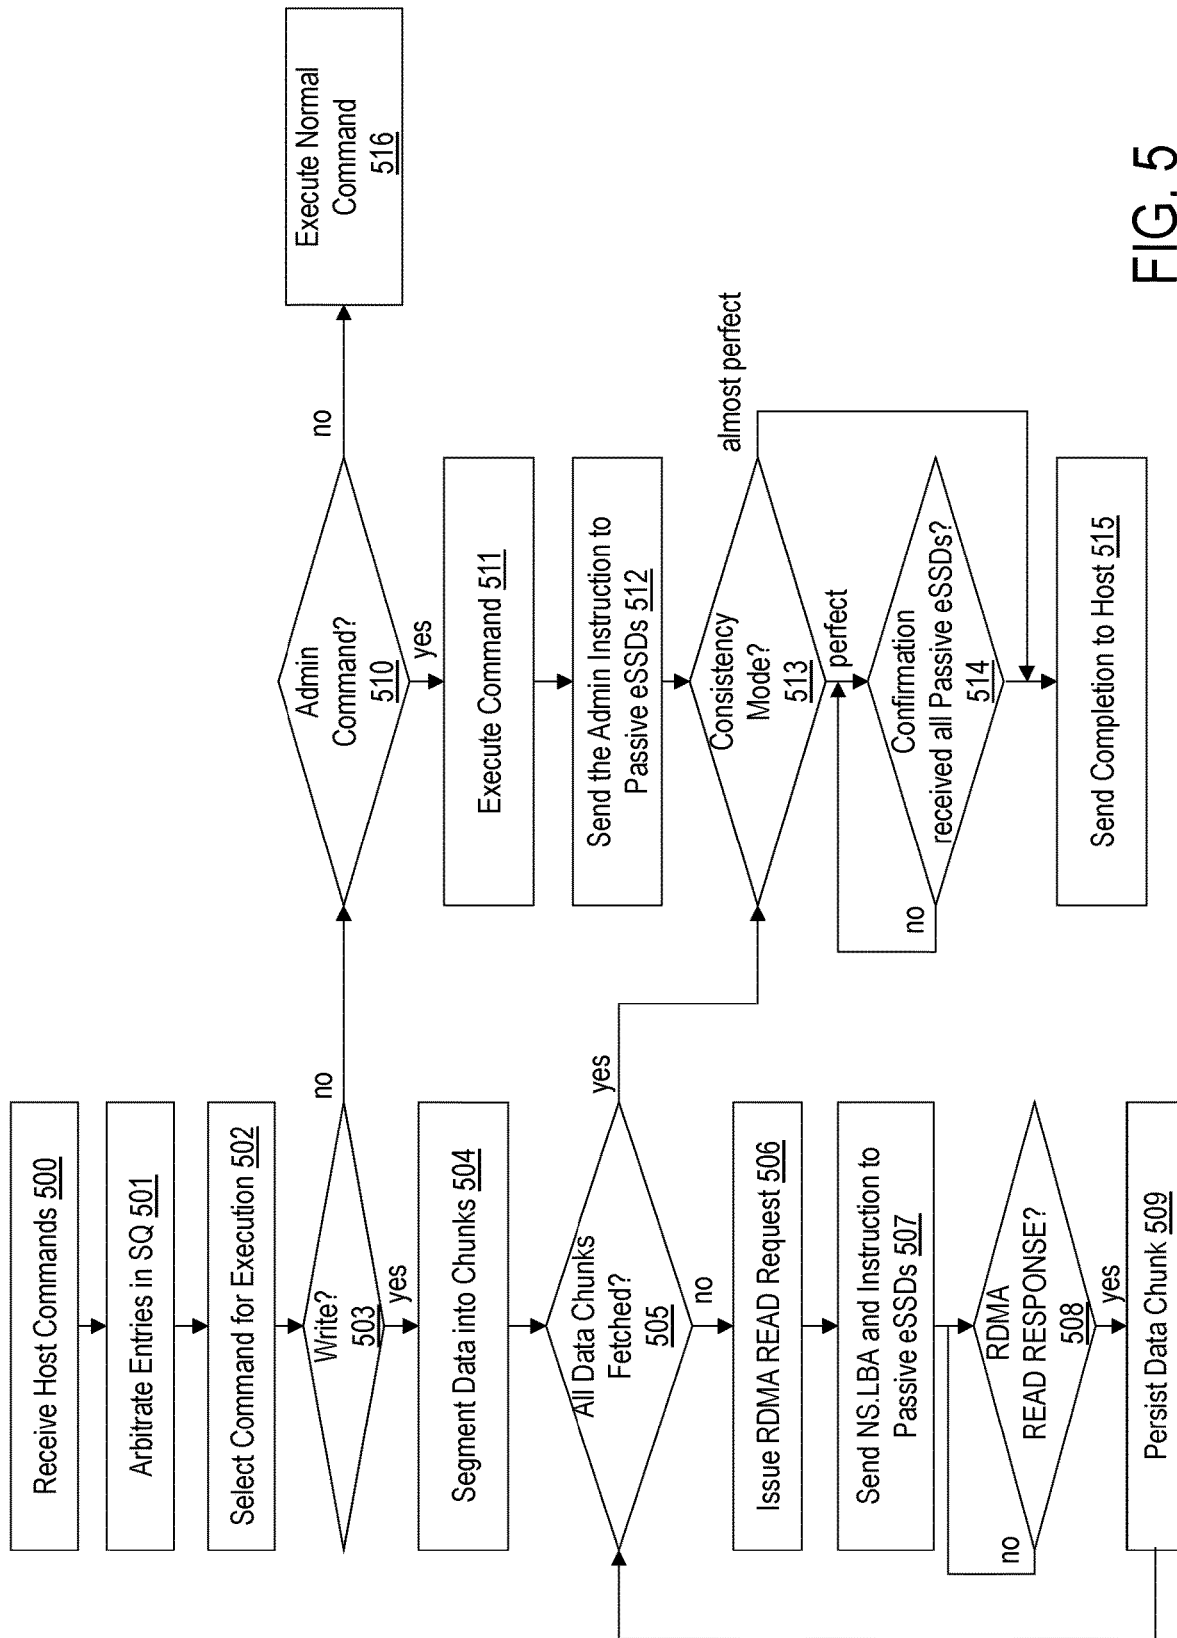 Receive Host Commands 500
Arbitrate Entries in SQ 501
Select Command for Execution 502
Write?
503
no
yes
Segment Data into Chunks 504
All Data Chunks
Fetched?
505
yes
no
Issue RDMA READ Request 506
Send NS.LBA and Instruction to
Passive eSSDs 507
RDMA
READ RESPONSE?
508
no
yes
Persist Data Chunk 509
Admin
Command?
510
no
yes
Execute Normal
Command
516
Execute Command 511
Send the Admin Instruction to
Passive eSSDs 512
Consistency
Mode?
513
almost perfect
perfect
Confirmation
received all Passive eSSDs?
514
no
Send Completion to Host 515
FIG. 5